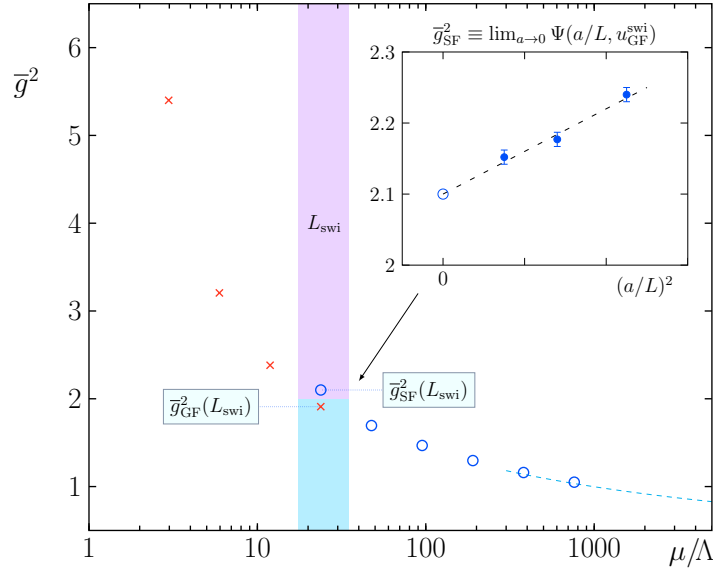 6
5
4
3
2
1
ḡ²
1
10
100
1000
μ/Λ
L_swi
ḡ²_GF(L_swi)
ḡ²_SF(L_swi)
ḡ²_SF ≡ lim_{a→0} Ψ(a/L, u^swi_GF)
2.3
2.2
2.1
2
0
(a/L)²